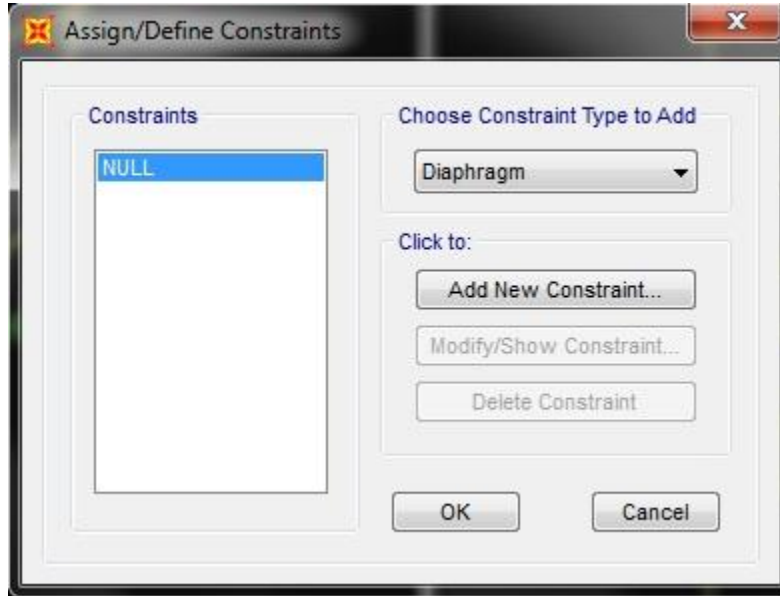 Assign/Define Constraints
Constraints
NULL
Choose Constraint Type to Add
Diaphragm
Click to:
Add New Constraint...
Modify/Show Constraint...
Delete Constraint
OK
Cancel